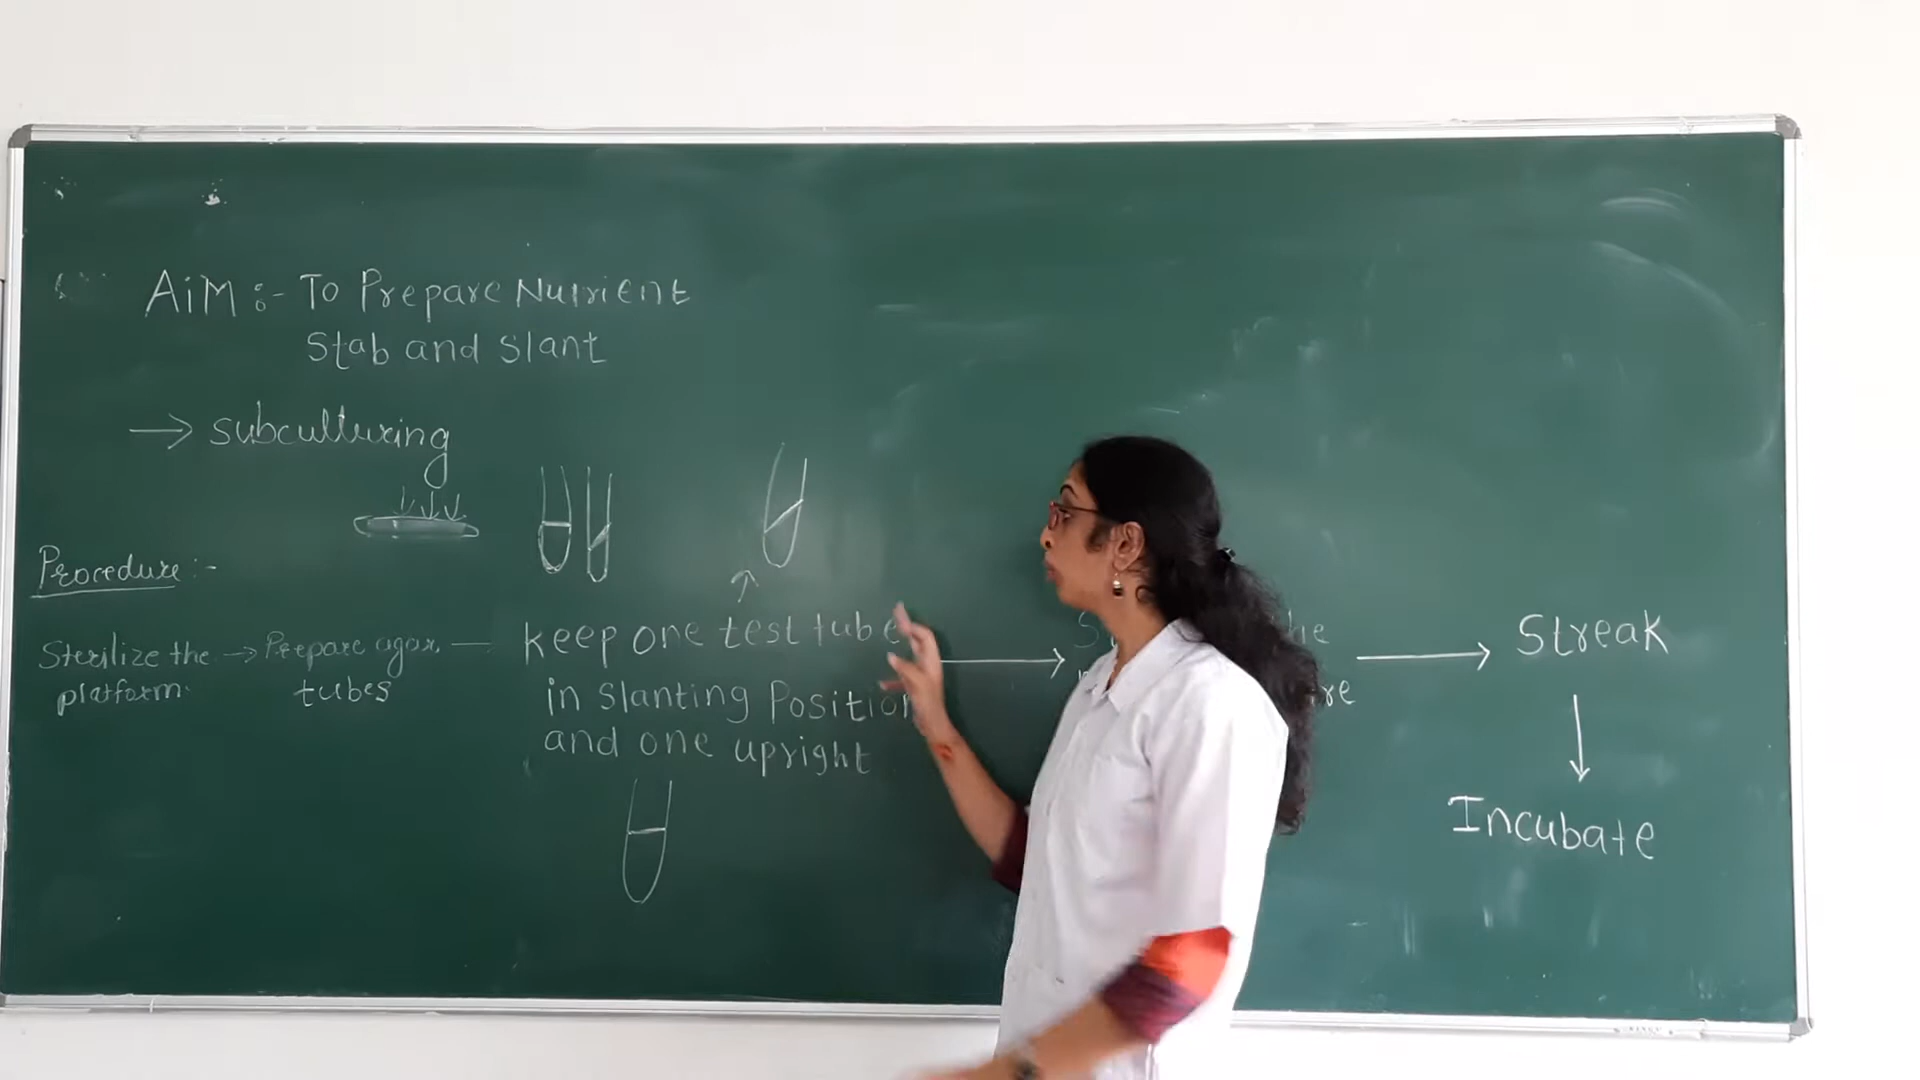 AiM :- To Prepare Nutrient
Stab and Slant
→ subculturing
Procedure :-
Sterilize the → Prepare agar —
platform. tubes
keep one test tube →
in Slanting Position
and one upright
→ Streak
Incubate